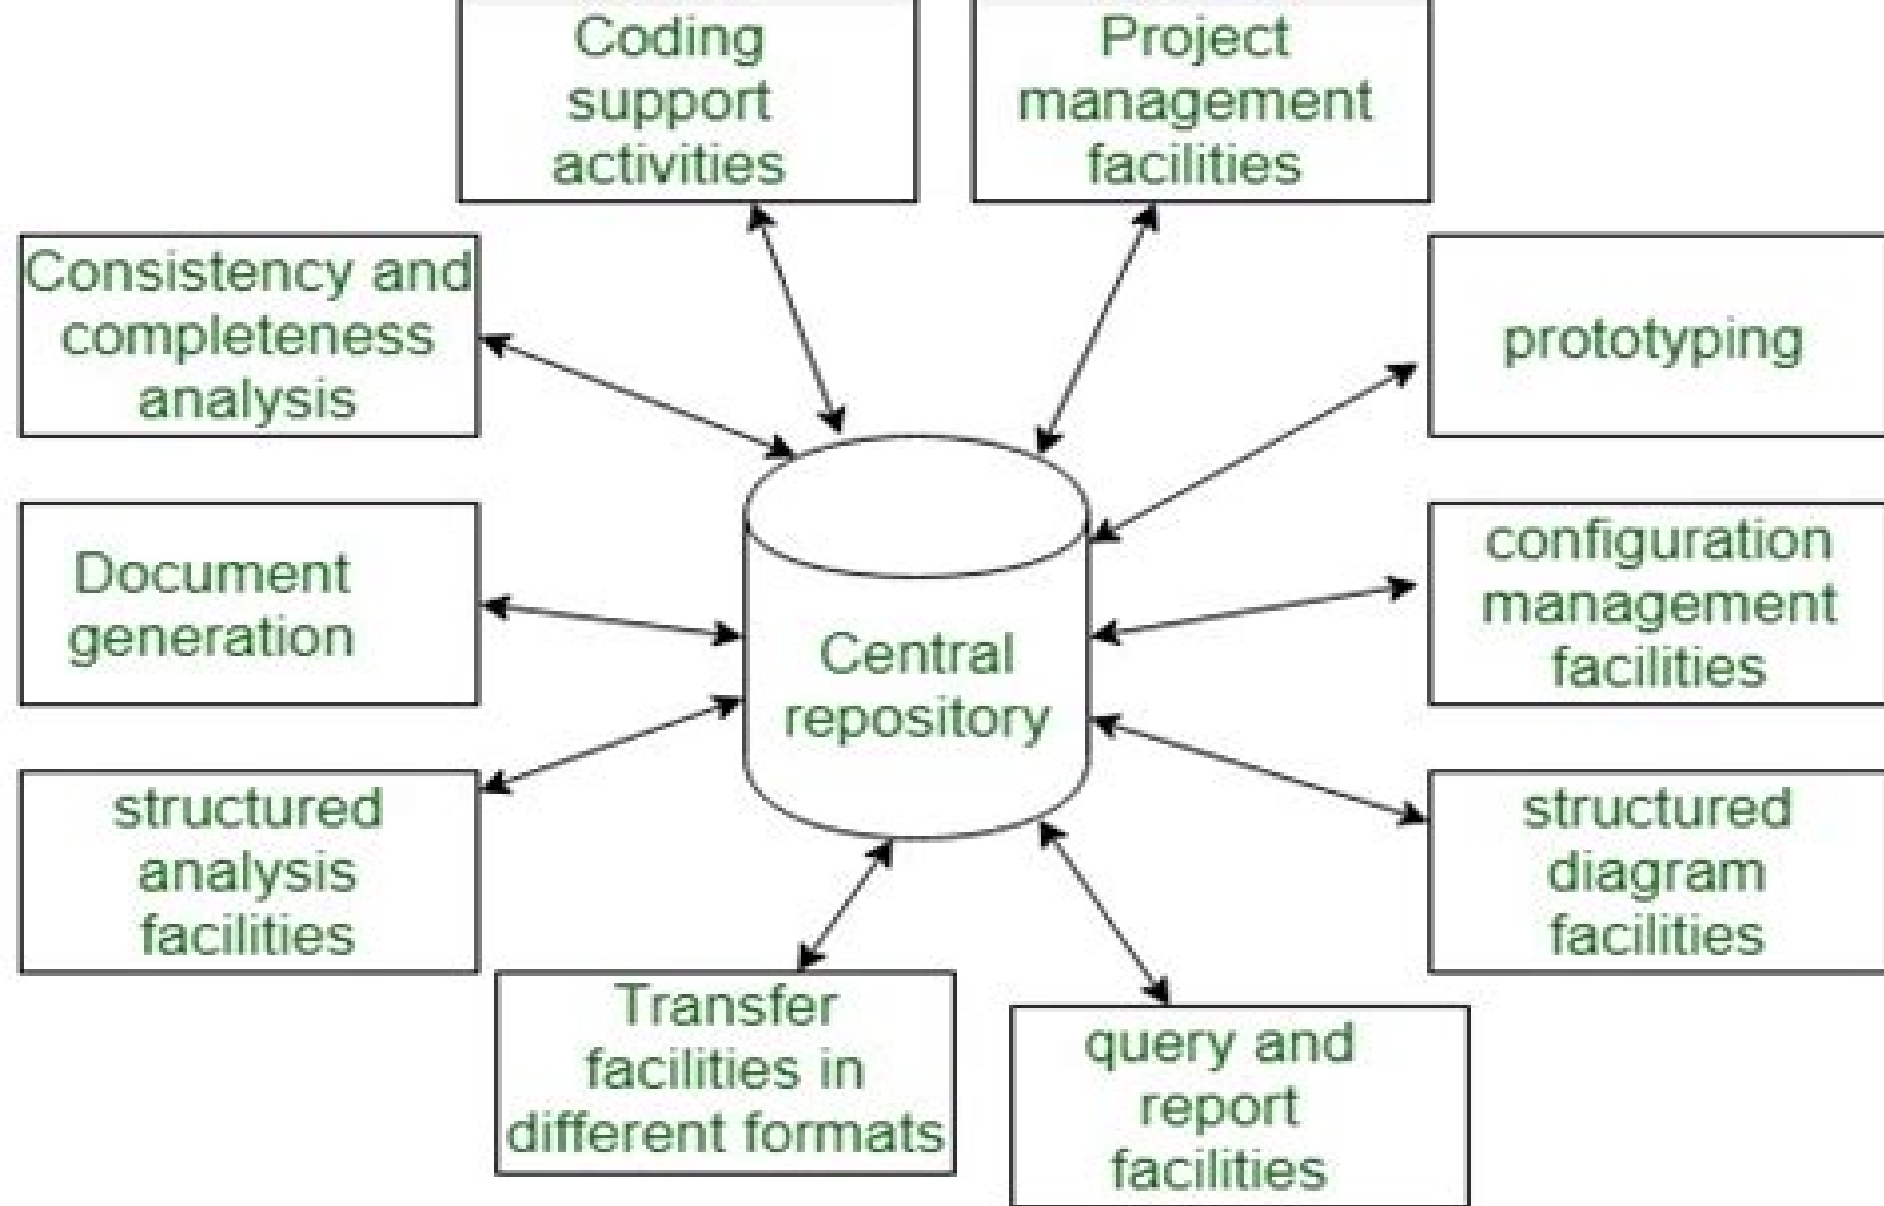 Coding
support
activities
Project
management
facilities
Consistency and
completeness
analysis
prototyping
Document
generation
configuration
management
facilities
Central
repository
structured
analysis
facilities
structured
diagram
facilities
Transfer
facilities in
different formats
query and
report
facilities